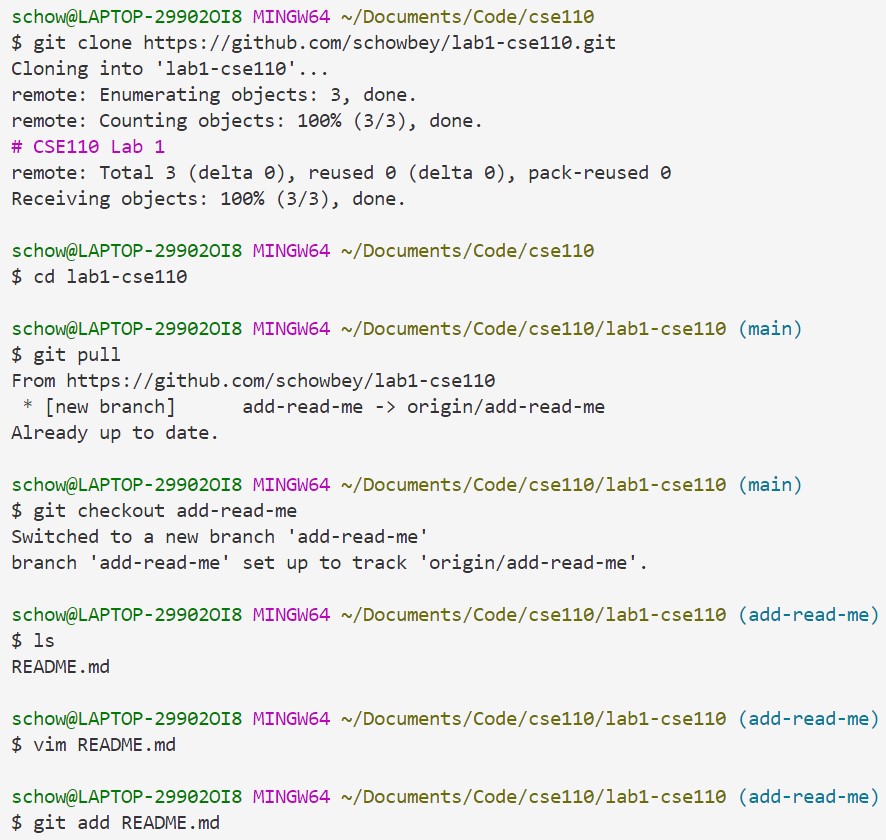 schow@LAPTOP-29902OI8 MINGW64 ~/Documents/Code/cse110
$ git clone https://github.com/schowbey/lab1-cse110.git
Cloning into 'lab1-cse110'...
remote: Enumerating objects: 3, done.
remote: Counting objects: 100% (3/3), done.
# CSE110 Lab 1
remote: Total 3 (delta 0), reused 0 (delta 0), pack-reused 0
Receiving objects: 100% (3/3), done.

schow@LAPTOP-29902OI8 MINGW64 ~/Documents/Code/cse110
$ cd lab1-cse110

schow@LAPTOP-29902OI8 MINGW64 ~/Documents/Code/cse110/lab1-cse110 (main)
$ git pull
From https://github.com/schowbey/lab1-cse110
 * [new branch]      add-read-me -> origin/add-read-me
Already up to date.

schow@LAPTOP-29902OI8 MINGW64 ~/Documents/Code/cse110/lab1-cse110 (main)
$ git checkout add-read-me
Switched to a new branch 'add-read-me'
branch 'add-read-me' set up to track 'origin/add-read-me'.

schow@LAPTOP-29902OI8 MINGW64 ~/Documents/Code/cse110/lab1-cse110 (add-read-me)
$ ls
README.md

schow@LAPTOP-29902OI8 MINGW64 ~/Documents/Code/cse110/lab1-cse110 (add-read-me)
$ vim README.md

schow@LAPTOP-29902OI8 MINGW64 ~/Documents/Code/cse110/lab1-cse110 (add-read-me)
$ git add README.md